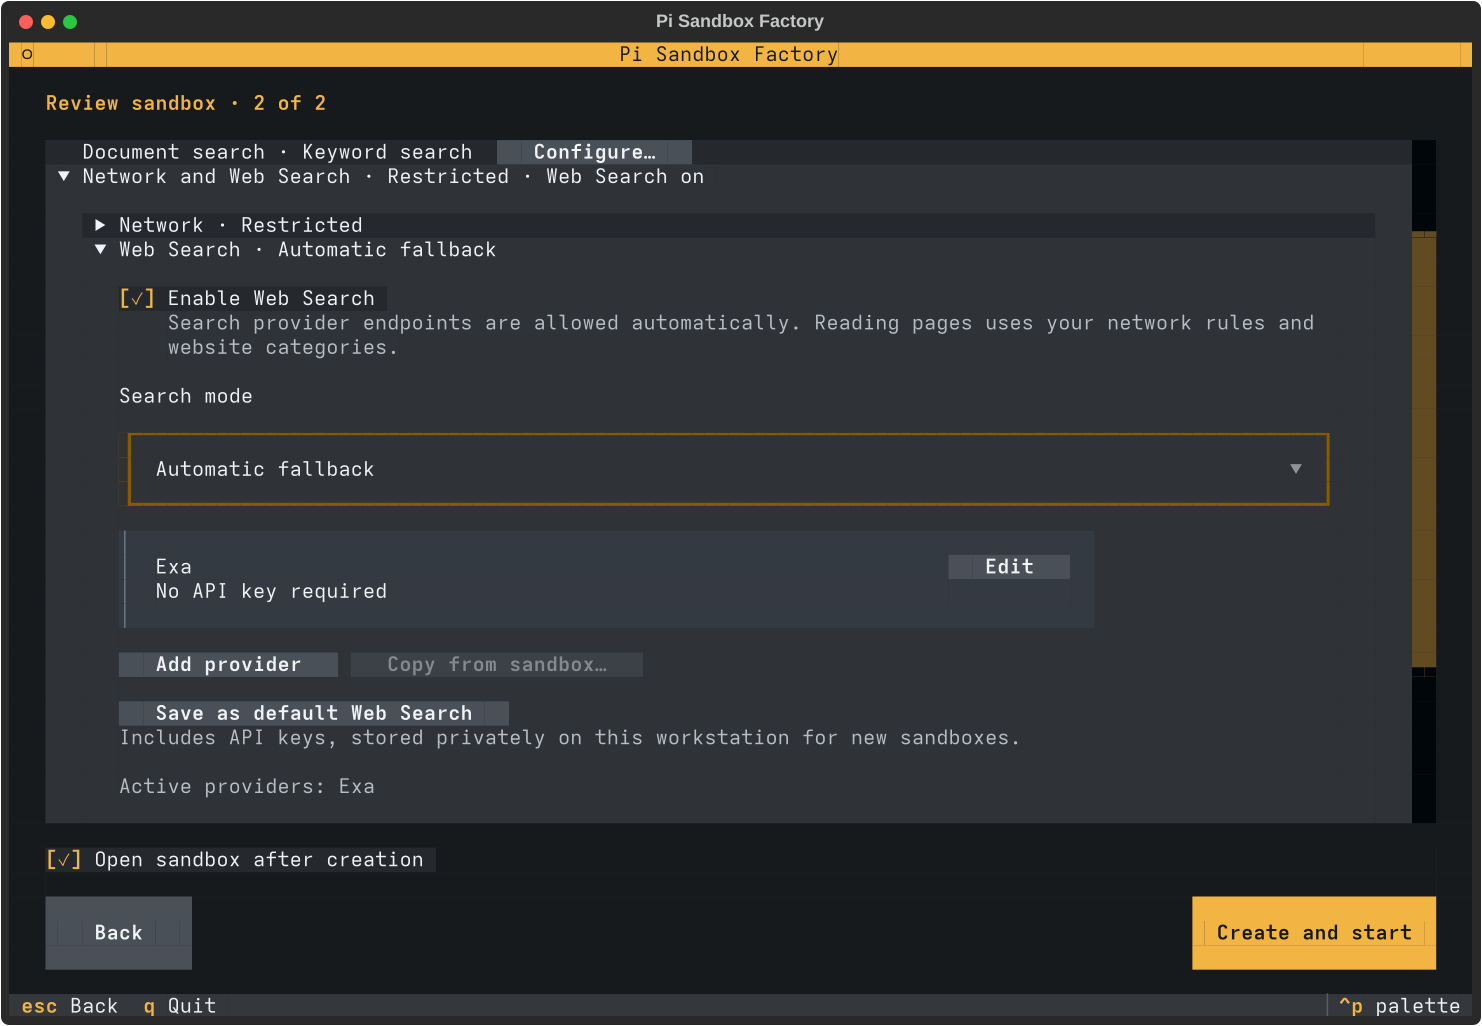 Pi Sandbox Factory
Pi Sandbox Factory
Review sandbox · 2 of 2
Document search · Keyword search Configure…
▼ Network and Web Search · Restricted · Web Search on
▶ Network · Restricted
▼ Web Search · Automatic fallback
[✓] Enable Web Search
Search provider endpoints are allowed automatically. Reading pages uses your network rules and
website categories.
Search mode
Automatic fallback ▼
Exa Edit
No API key required
Add provider Copy from sandbox…
Save as default Web Search
Includes API keys, stored privately on this workstation for new sandboxes.
Active providers: Exa
[✓] Open sandbox after creation
Back Create and start
esc Back q Quit ^p palette